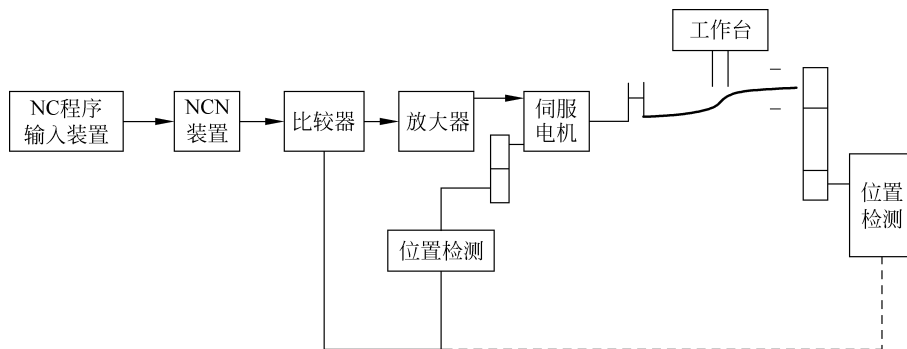 工作台
NC程序
输入装置
NCN
装置
比较器
放大器
伺服
电机
位置
检测
位置检测